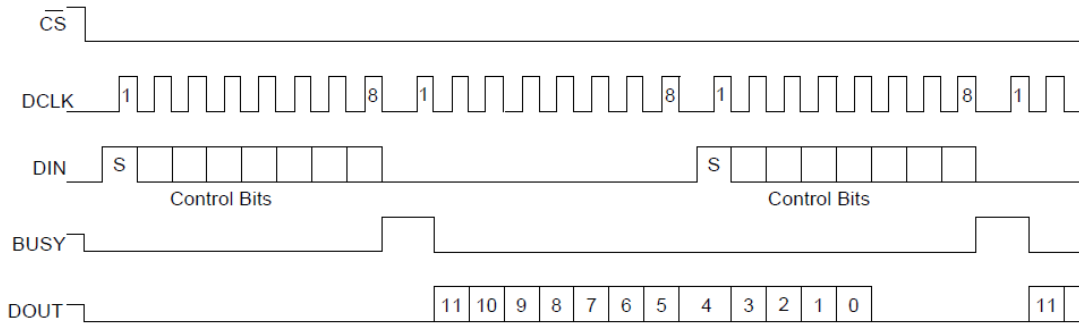 CS
DCLK 1 8 1 8 1 8 1
DIN S S
Control Bits Control Bits
BUSY
DOUT 11 10 9 8 7 6 5 4 3 2 1 0 11